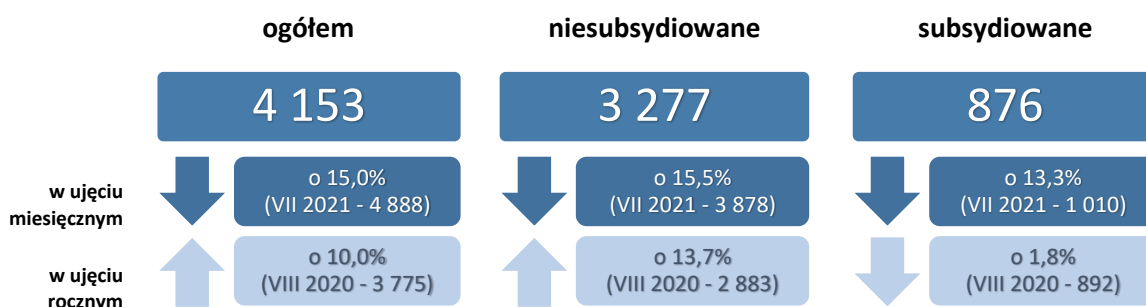 ogółem niesubsydiowane subsydiowane
4 153 3 277 876
w ujęciu
miesięcznym
o 15,0%
(VII 2021 - 4 888)
o 15,5%
(VII 2021 - 3 878)
o 13,3%
(VII 2021 - 1 010)
w ujęciu
rocznym
o 10,0%
(VIII 2020 - 3 775)
o 13,7%
(VIII 2020 - 2 883)
o 1,8%
(VIII 2020 - 892)